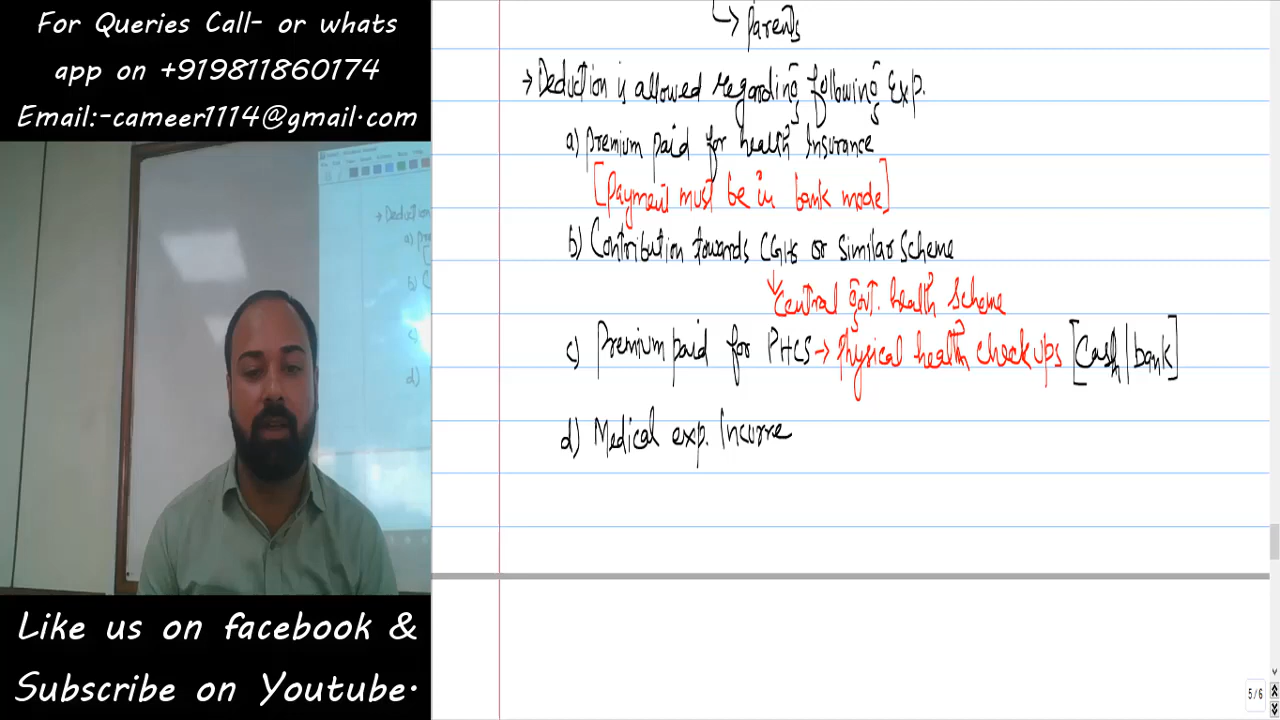 For Queries Call- or whats
app on +919811860174
Email:-cameer1114@gmail.com
Like us on facebook &
Subscribe on Youtube.
↳ Parents
→ Deduction is allowed regarding following Exp.
a) Premium paid for health Insurance
[Payment must be in bank mode]
b) Contribution towards CGHS or Similar Scheme
↓ Central govt. health Scheme
c) Premium paid for PHCS → Physical health check ups [Cash|bank]
d) Medical exp. Incurre
5/6